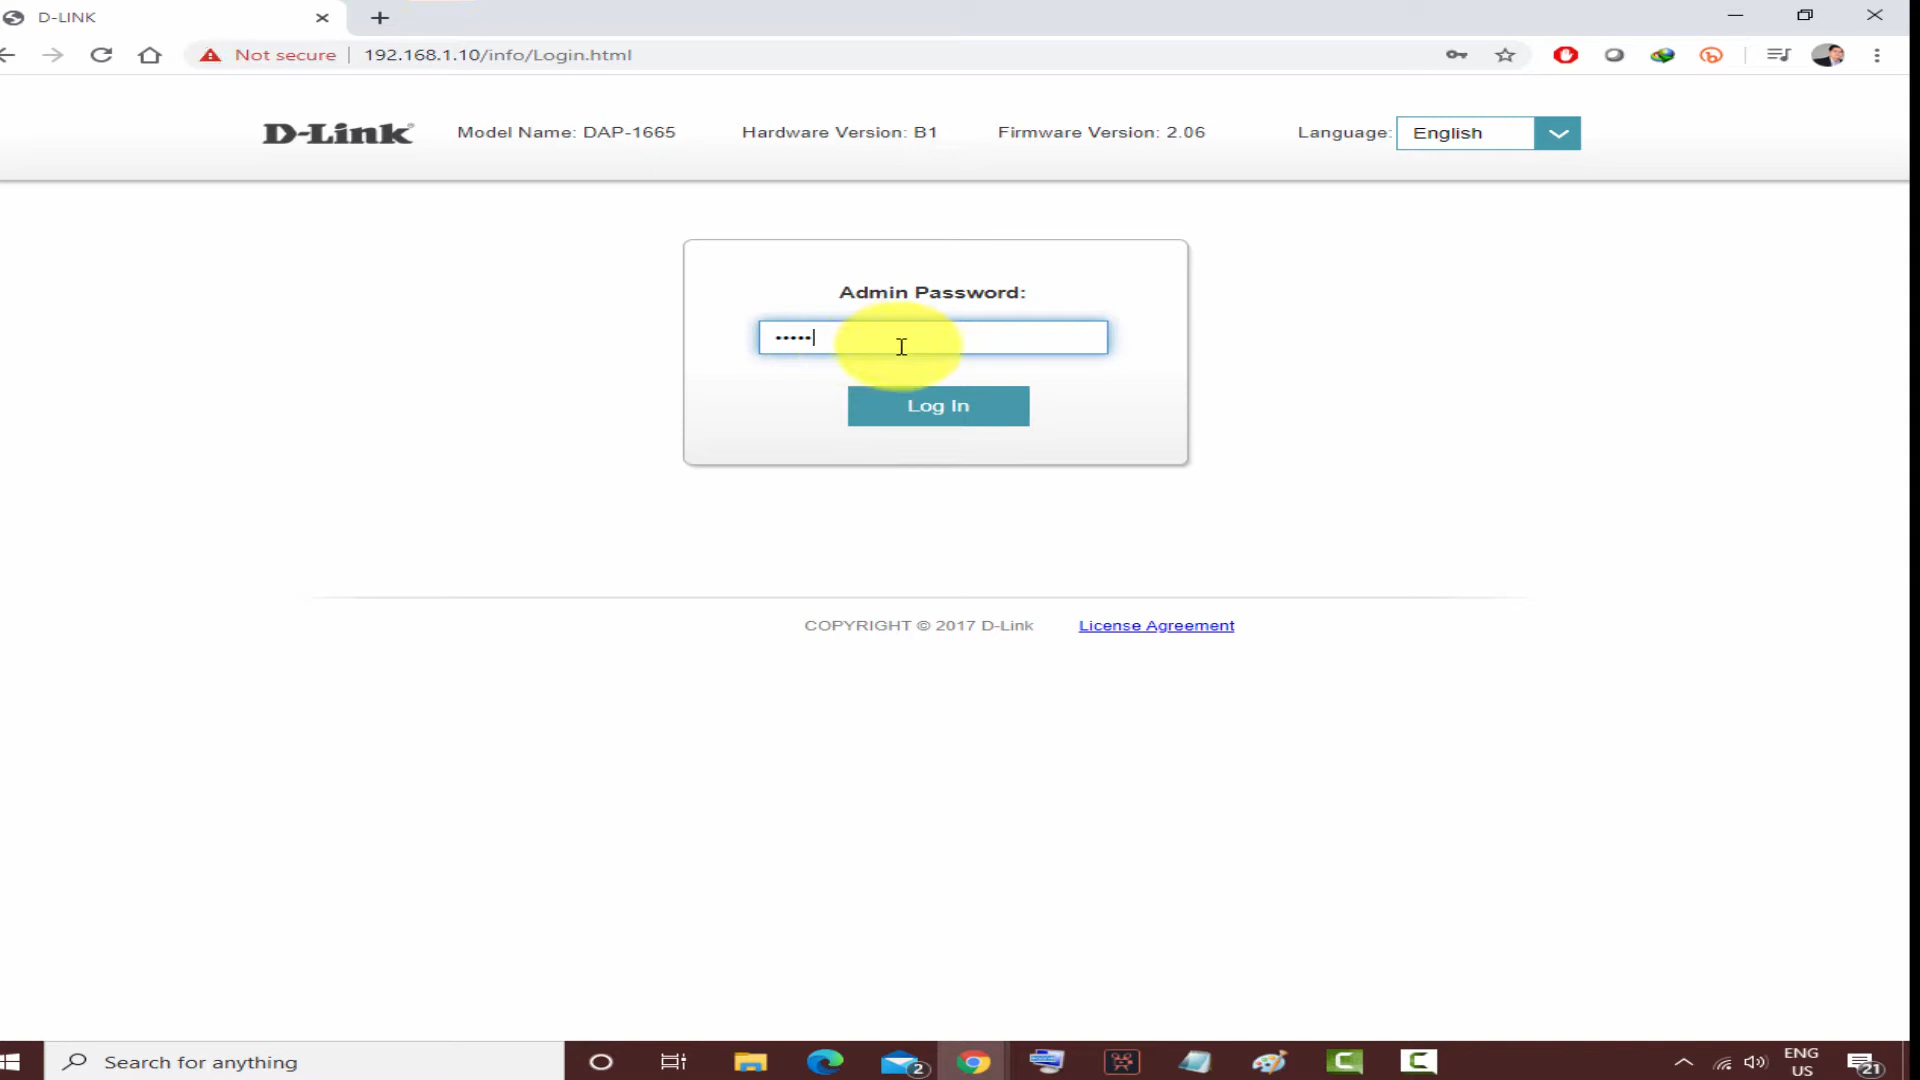 D-LINK
Not secure
192.168.1.10/info/Login.html
D-Link
Model Name: DAP-1665
Hardware Version: B1
Firmware Version: 2.06
Language:
English
Admin Password:
•••••
Log In
COPYRIGHT © 2017 D-Link
License Agreement
Search for anything
2
ENG
US
21